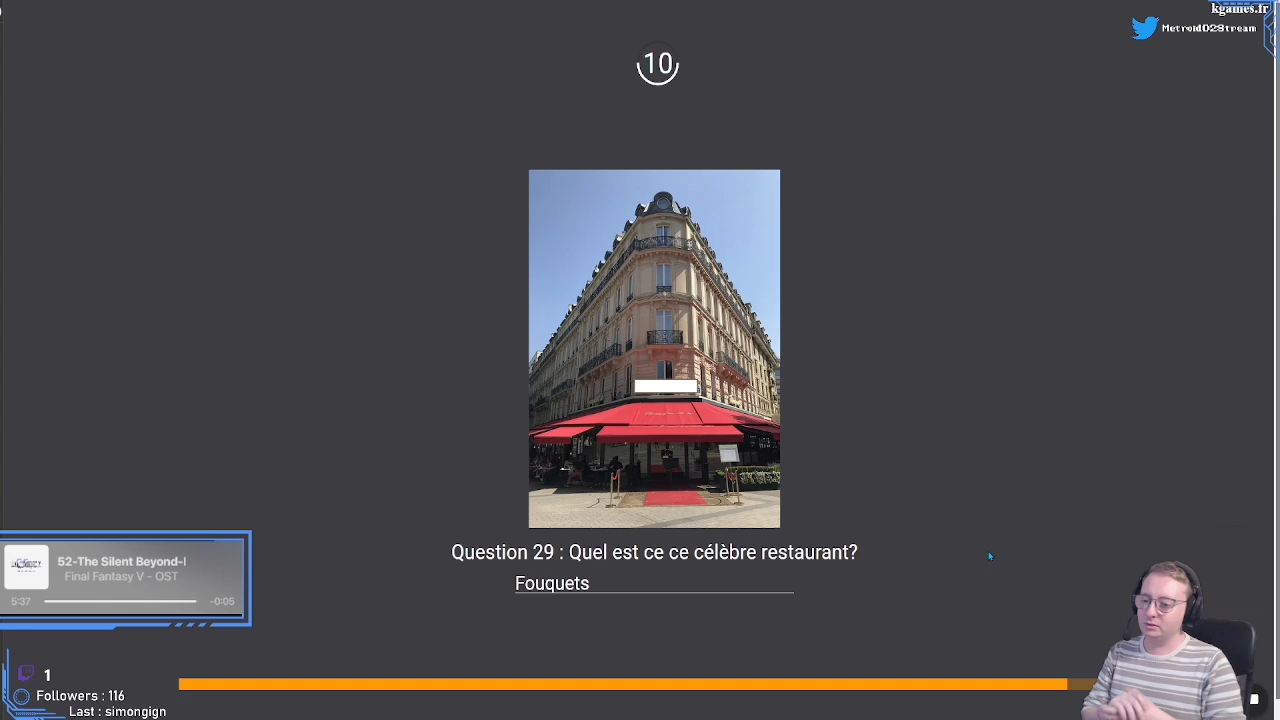 kgames.fr
MetroidO2Stream
10
Question 29 : Quel est ce ce célèbre restaurant?
Fouquets
52-The Silent Beyond-
Final Fantasy V - OST
5:37
-0:05
1
Followers : 116
Last : simongign